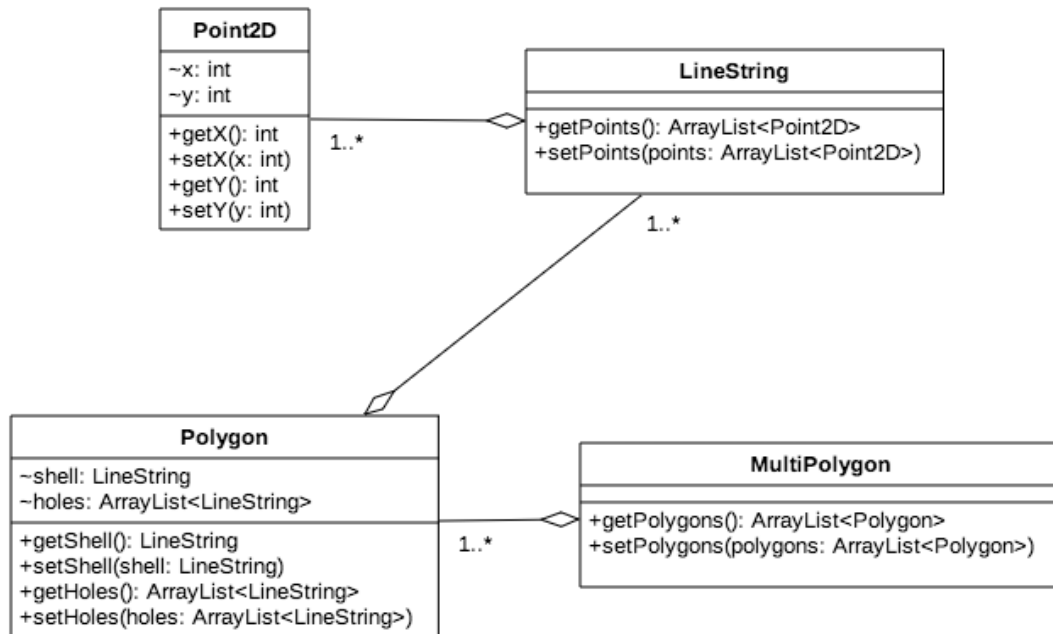 Point2D
~x: int
~y: int
+getX(): int
+setX(x: int)
+getY(): int
+setY(y: int)
1..*
LineString
+getPoints(): ArrayList<Point2D>
+setPoints(points: ArrayList<Point2D>)
1..*
Polygon
~shell: LineString
~holes: ArrayList<LineString>
+getShell(): LineString
+setShell(shell: LineString)
+getHoles(): ArrayList<LineString>
+setHoles(holes: ArrayList<LineString>)
1..*
MultiPolygon
+getPolygons(): ArrayList<Polygon>
+setPolygons(polygons: ArrayList<Polygon>)